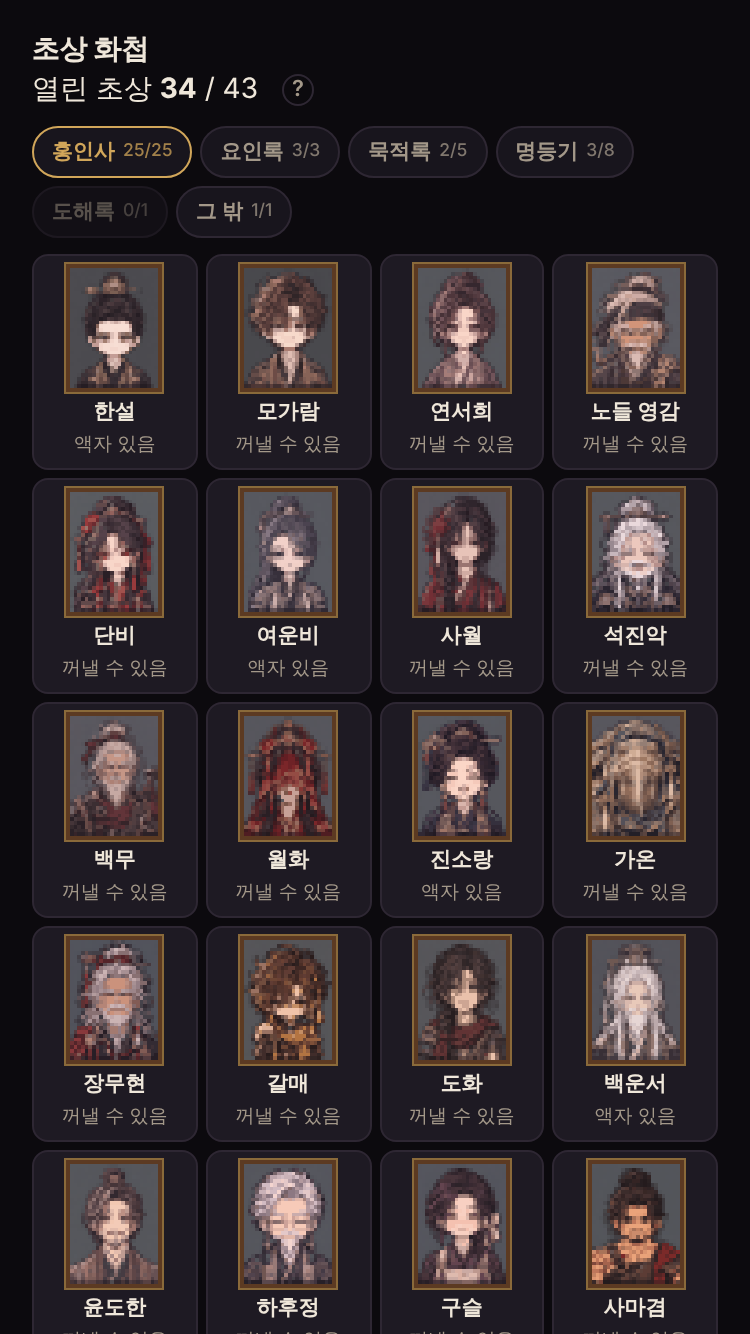 초상 화첩
열린 초상 34 / 43 ?
홍인사 25/25 요인록 3/3 묵적록 2/5 명등기 3/8
도해록 0/1 그 밖 1/1
한설 모가람 연서희 노들 영감
액자 있음 꺼낼 수 있음 꺼낼 수 있음 꺼낼 수 있음
단비 여운비 사월 석진악
꺼낼 수 있음 액자 있음 꺼낼 수 있음 꺼낼 수 있음
백무 월화 진소랑 가온
꺼낼 수 있음 꺼낼 수 있음 액자 있음 꺼낼 수 있음
장무현 갈매 도화 백운서
꺼낼 수 있음 꺼낼 수 있음 꺼낼 수 있음 액자 있음
윤도한 하후정 구슬 사마겸